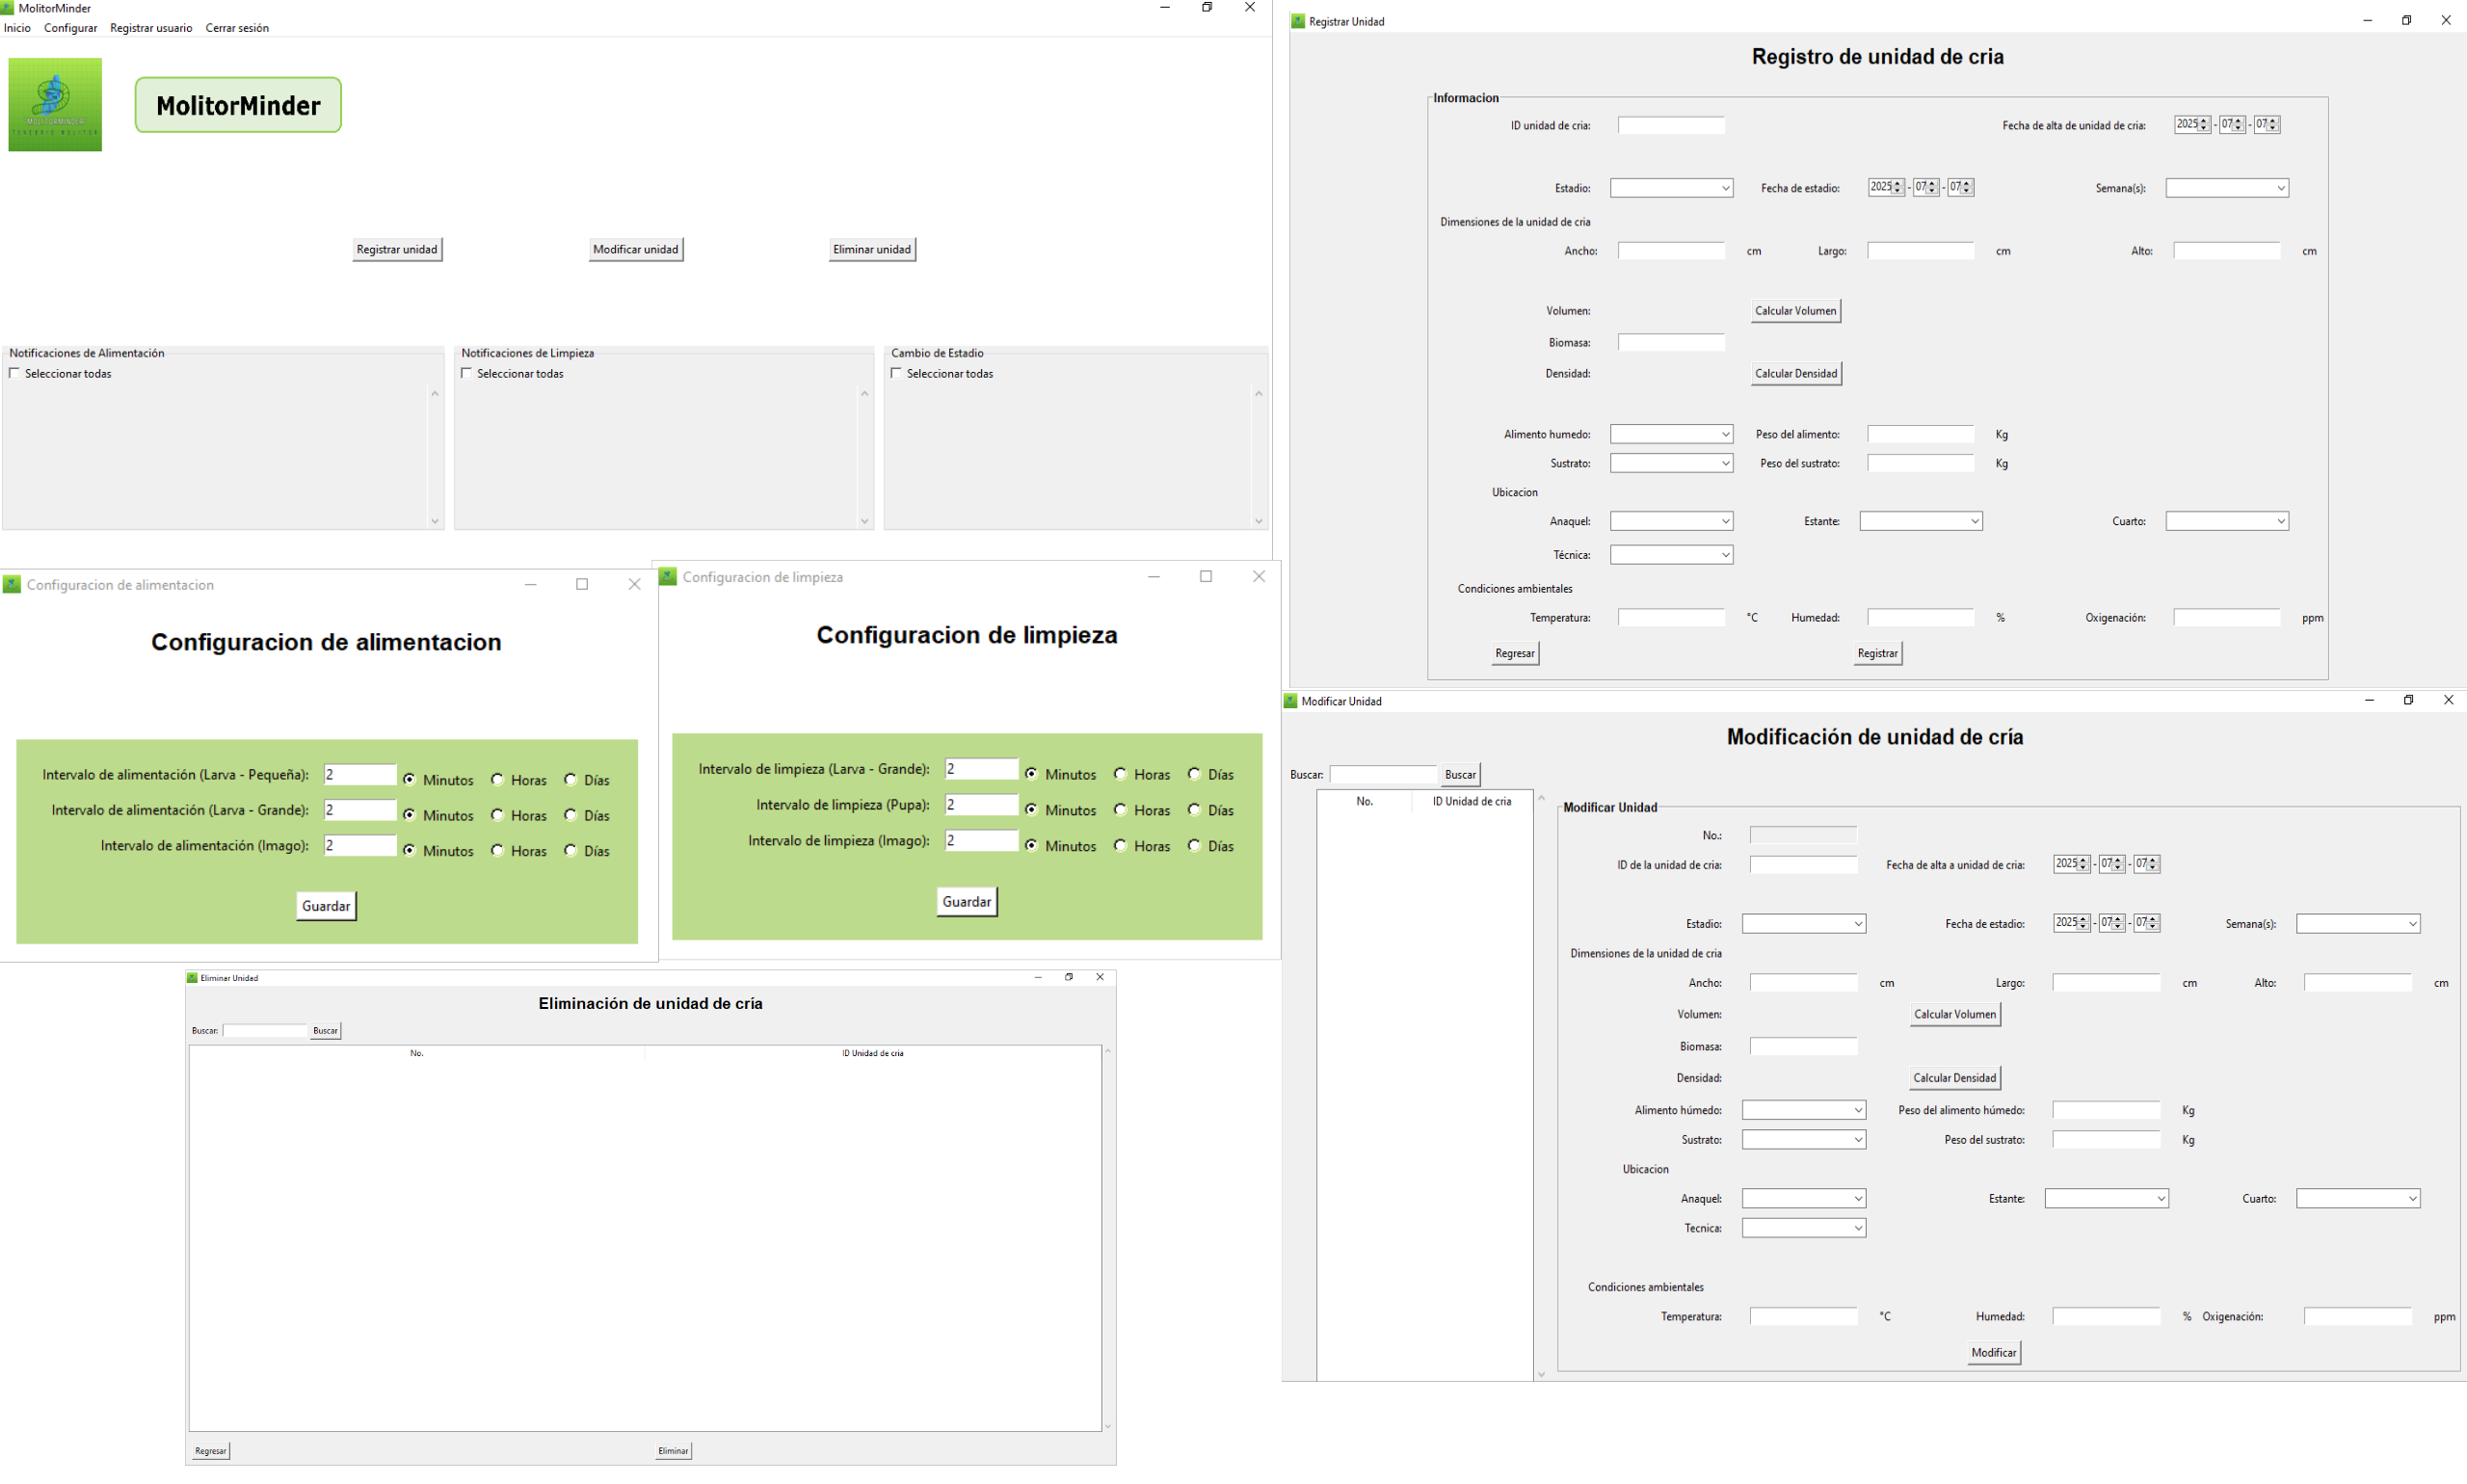 MolitorMinder
Inicio Configurar Registrar usuario Cerrar sesión
MOLITORMINDER
TENEBRIO MOLITOR
MolitorMinder
Registrar unidad Modificar unidad Eliminar unidad
Notificaciones de Alimentación Notificaciones de Limpieza Cambio de Estadio
Seleccionar todas Seleccionar todas Seleccionar todas
Registrar Unidad
Registro de unidad de cria
Informacion
ID unidad de cria: Fecha de alta de unidad de cria: 2025 - 07 - 07
Estadio: Fecha de estadio: 2025 - 07 - 07 Semana(s):
Dimensiones de la unidad de cria
Ancho: cm Largo: cm Alto: cm
Volumen: Calcular Volumen
Biomasa:
Densidad: Calcular Densidad
Alimento humedo: Peso del alimento: Kg
Sustrato: Peso del sustrato: Kg
Ubicacion
Anaquel: Estante: Cuarto:
Técnica:
Condiciones ambientales
Temperatura: °C Humedad: % Oxigenación: ppm
Regresar Registrar
Configuracion de alimentacion
Configuracion de alimentacion
Intervalo de alimentación (Larva - Pequeña): 2 Minutos Horas Días
Intervalo de alimentación (Larva - Grande): 2 Minutos Horas Días
Intervalo de alimentación (Imago): 2 Minutos Horas Días
Guardar
Configuracion de limpieza
Configuracion de limpieza
Intervalo de limpieza (Larva - Grande): 2 Minutos Horas Días
Intervalo de limpieza (Pupa): 2 Minutos Horas Días
Intervalo de limpieza (Imago): 2 Minutos Horas Días
Guardar
Modificar Unidad
Modificación de unidad de cría
Buscar: Buscar
No. ID Unidad de cria
Modificar Unidad
No.:
ID de la unidad de cria: Fecha de alta a unidad de cria: 2025 - 07 - 07
Estadio: Fecha de estadio: 2025 - 07 - 07 Semana(s):
Dimensiones de la unidad de cria
Ancho: cm Largo: cm Alto: cm
Volumen: Calcular Volumen
Biomasa:
Densidad: Calcular Densidad
Alimento húmedo: Peso del alimento húmedo: Kg
Sustrato: Peso del sustrato: Kg
Ubicacion
Anaquel: Estante: Cuarto:
Tecnica:
Condiciones ambientales
Temperatura: °C Humedad: % Oxigenación: ppm
Modificar
Eliminar Unidad
Eliminación de unidad de cría
Buscar: Buscar
No. ID Unidad de cria
Regresar Eliminar